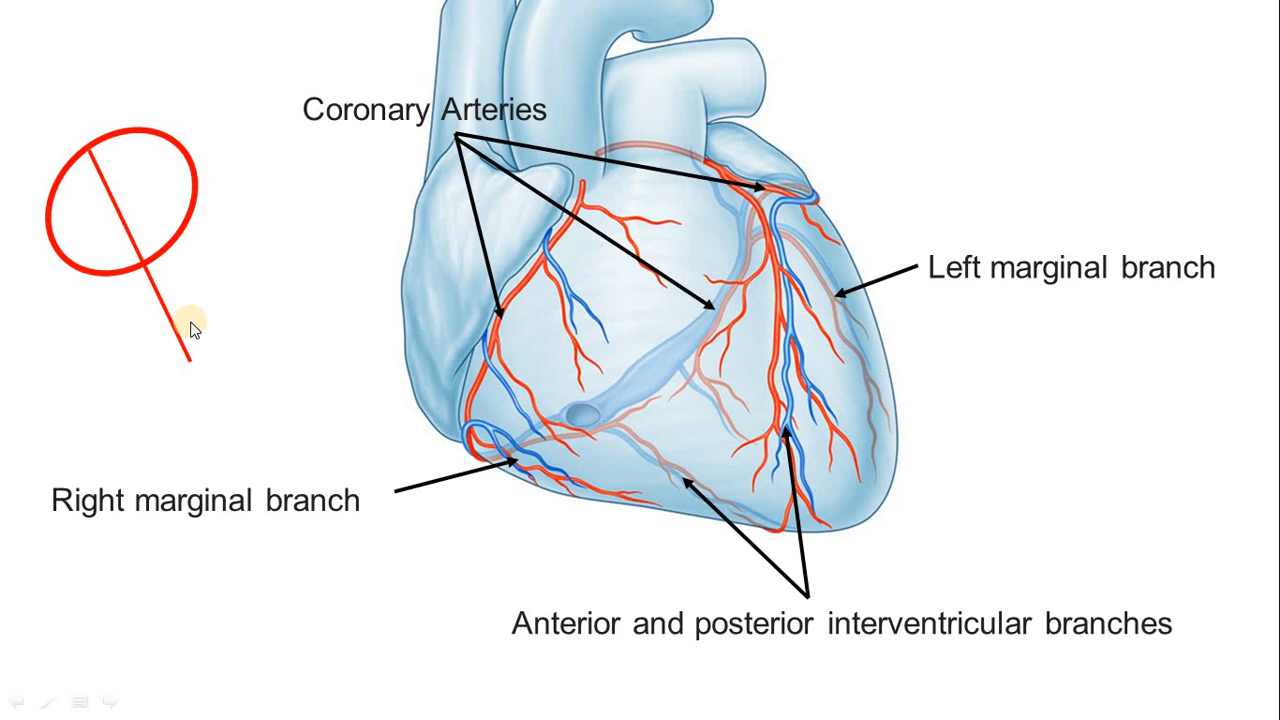 Coronary Arteries
Left marginal branch
Right marginal branch
Anterior and posterior interventricular branches